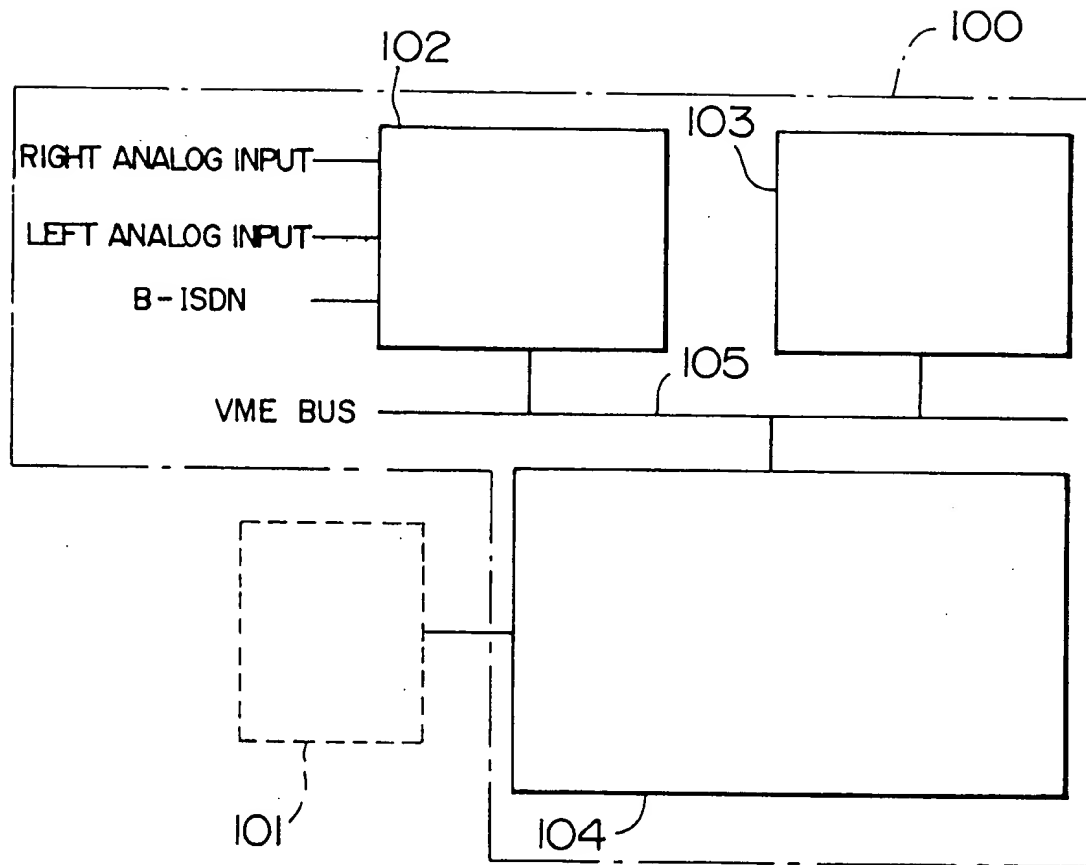 100
102
103
RIGHT ANALOG INPUT
LEFT ANALOG INPUT
B-ISDN
105
VME BUS
101
104